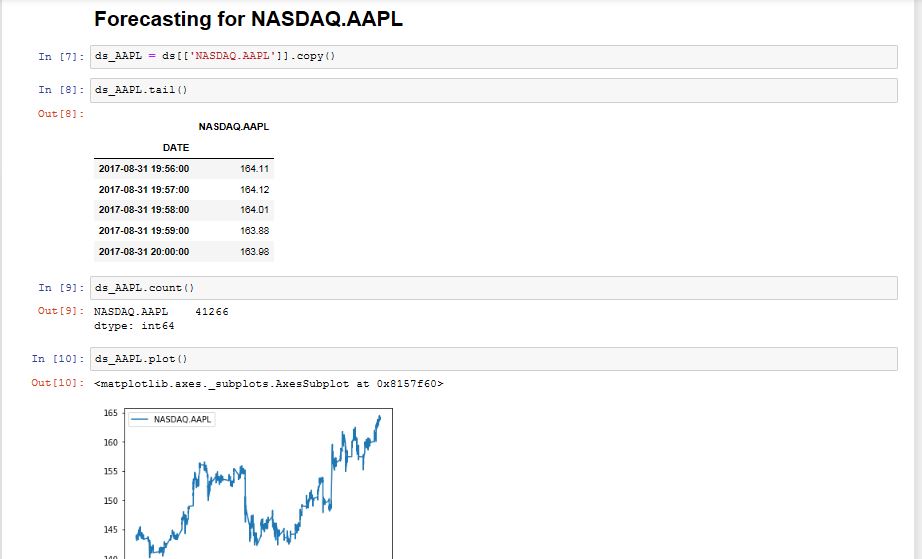 Forecasting for NASDAQ.AAPL
In [7]: ds_AAPL = ds[['NASDAQ.AAPL']].copy()
In [8]: ds_AAPL.tail()
Out[8]:
NASDAQ.AAPL
DATE
2017-08-31 19:56:00 164.11
2017-08-31 19:57:00 164.12
2017-08-31 19:58:00 164.01
2017-08-31 19:59:00 163.88
2017-08-31 20:00:00 163.98
In [9]: ds_AAPL.count()
Out[9]: NASDAQ.AAPL    41266
dtype: int64
In [10]: ds_AAPL.plot()
Out[10]: <matplotlib.axes._subplots.AxesSubplot at 0x8157f60>
165
NASDAQ.AAPL
160
155
150
145
140